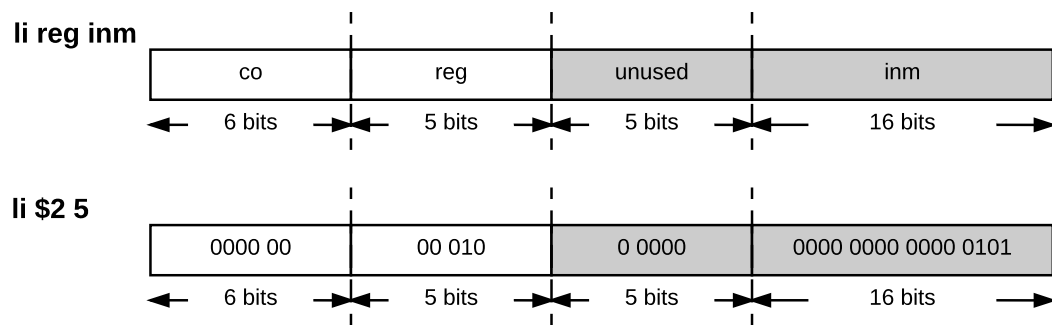 li reg inm
co reg unused inm
6 bits 5 bits 5 bits 16 bits
li $2 5
0000 00 00 010 0 0000 0000 0000 0000 0101
6 bits 5 bits 5 bits 16 bits